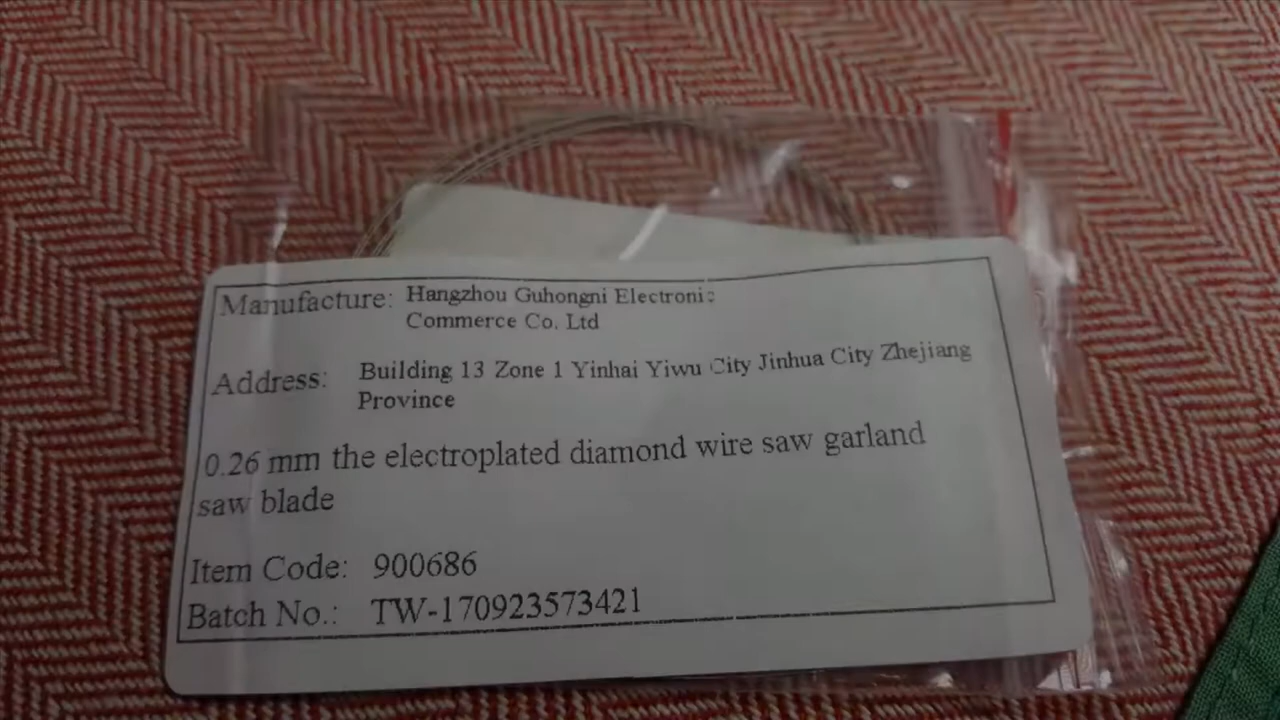 Manufacture: Hangzhou Guhongni Electronic
Commerce Co. Ltd
Address: Building 13 Zone 1 Yinhai Yiwu City Jinhua City Zhejiang
Province
0.26 mm the electroplated diamond wire saw garland
saw blade
Item Code: 900686
Batch No.: TW-170923573421